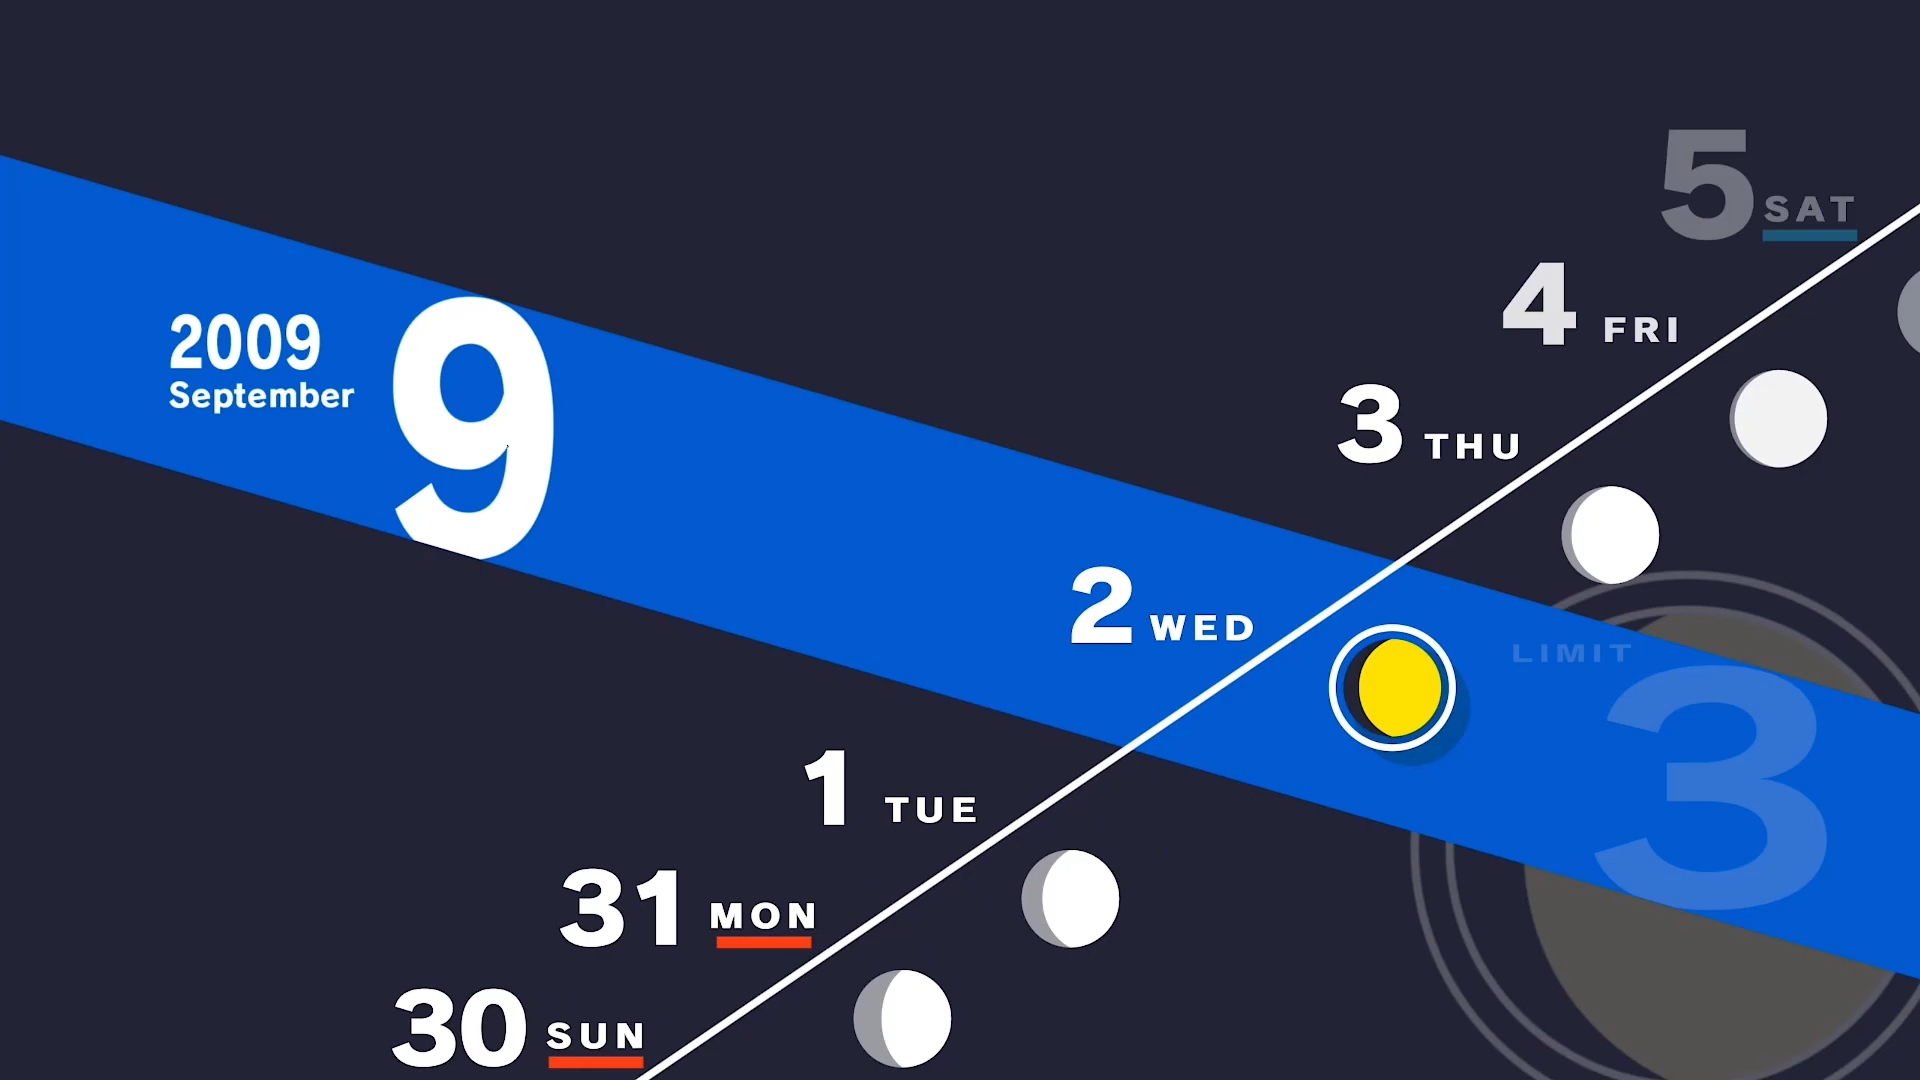 2009
September
9
5 SAT
4 FRI
3 THU
2 WED
1 TUE
31 MON
30 SUN
LIMIT
3